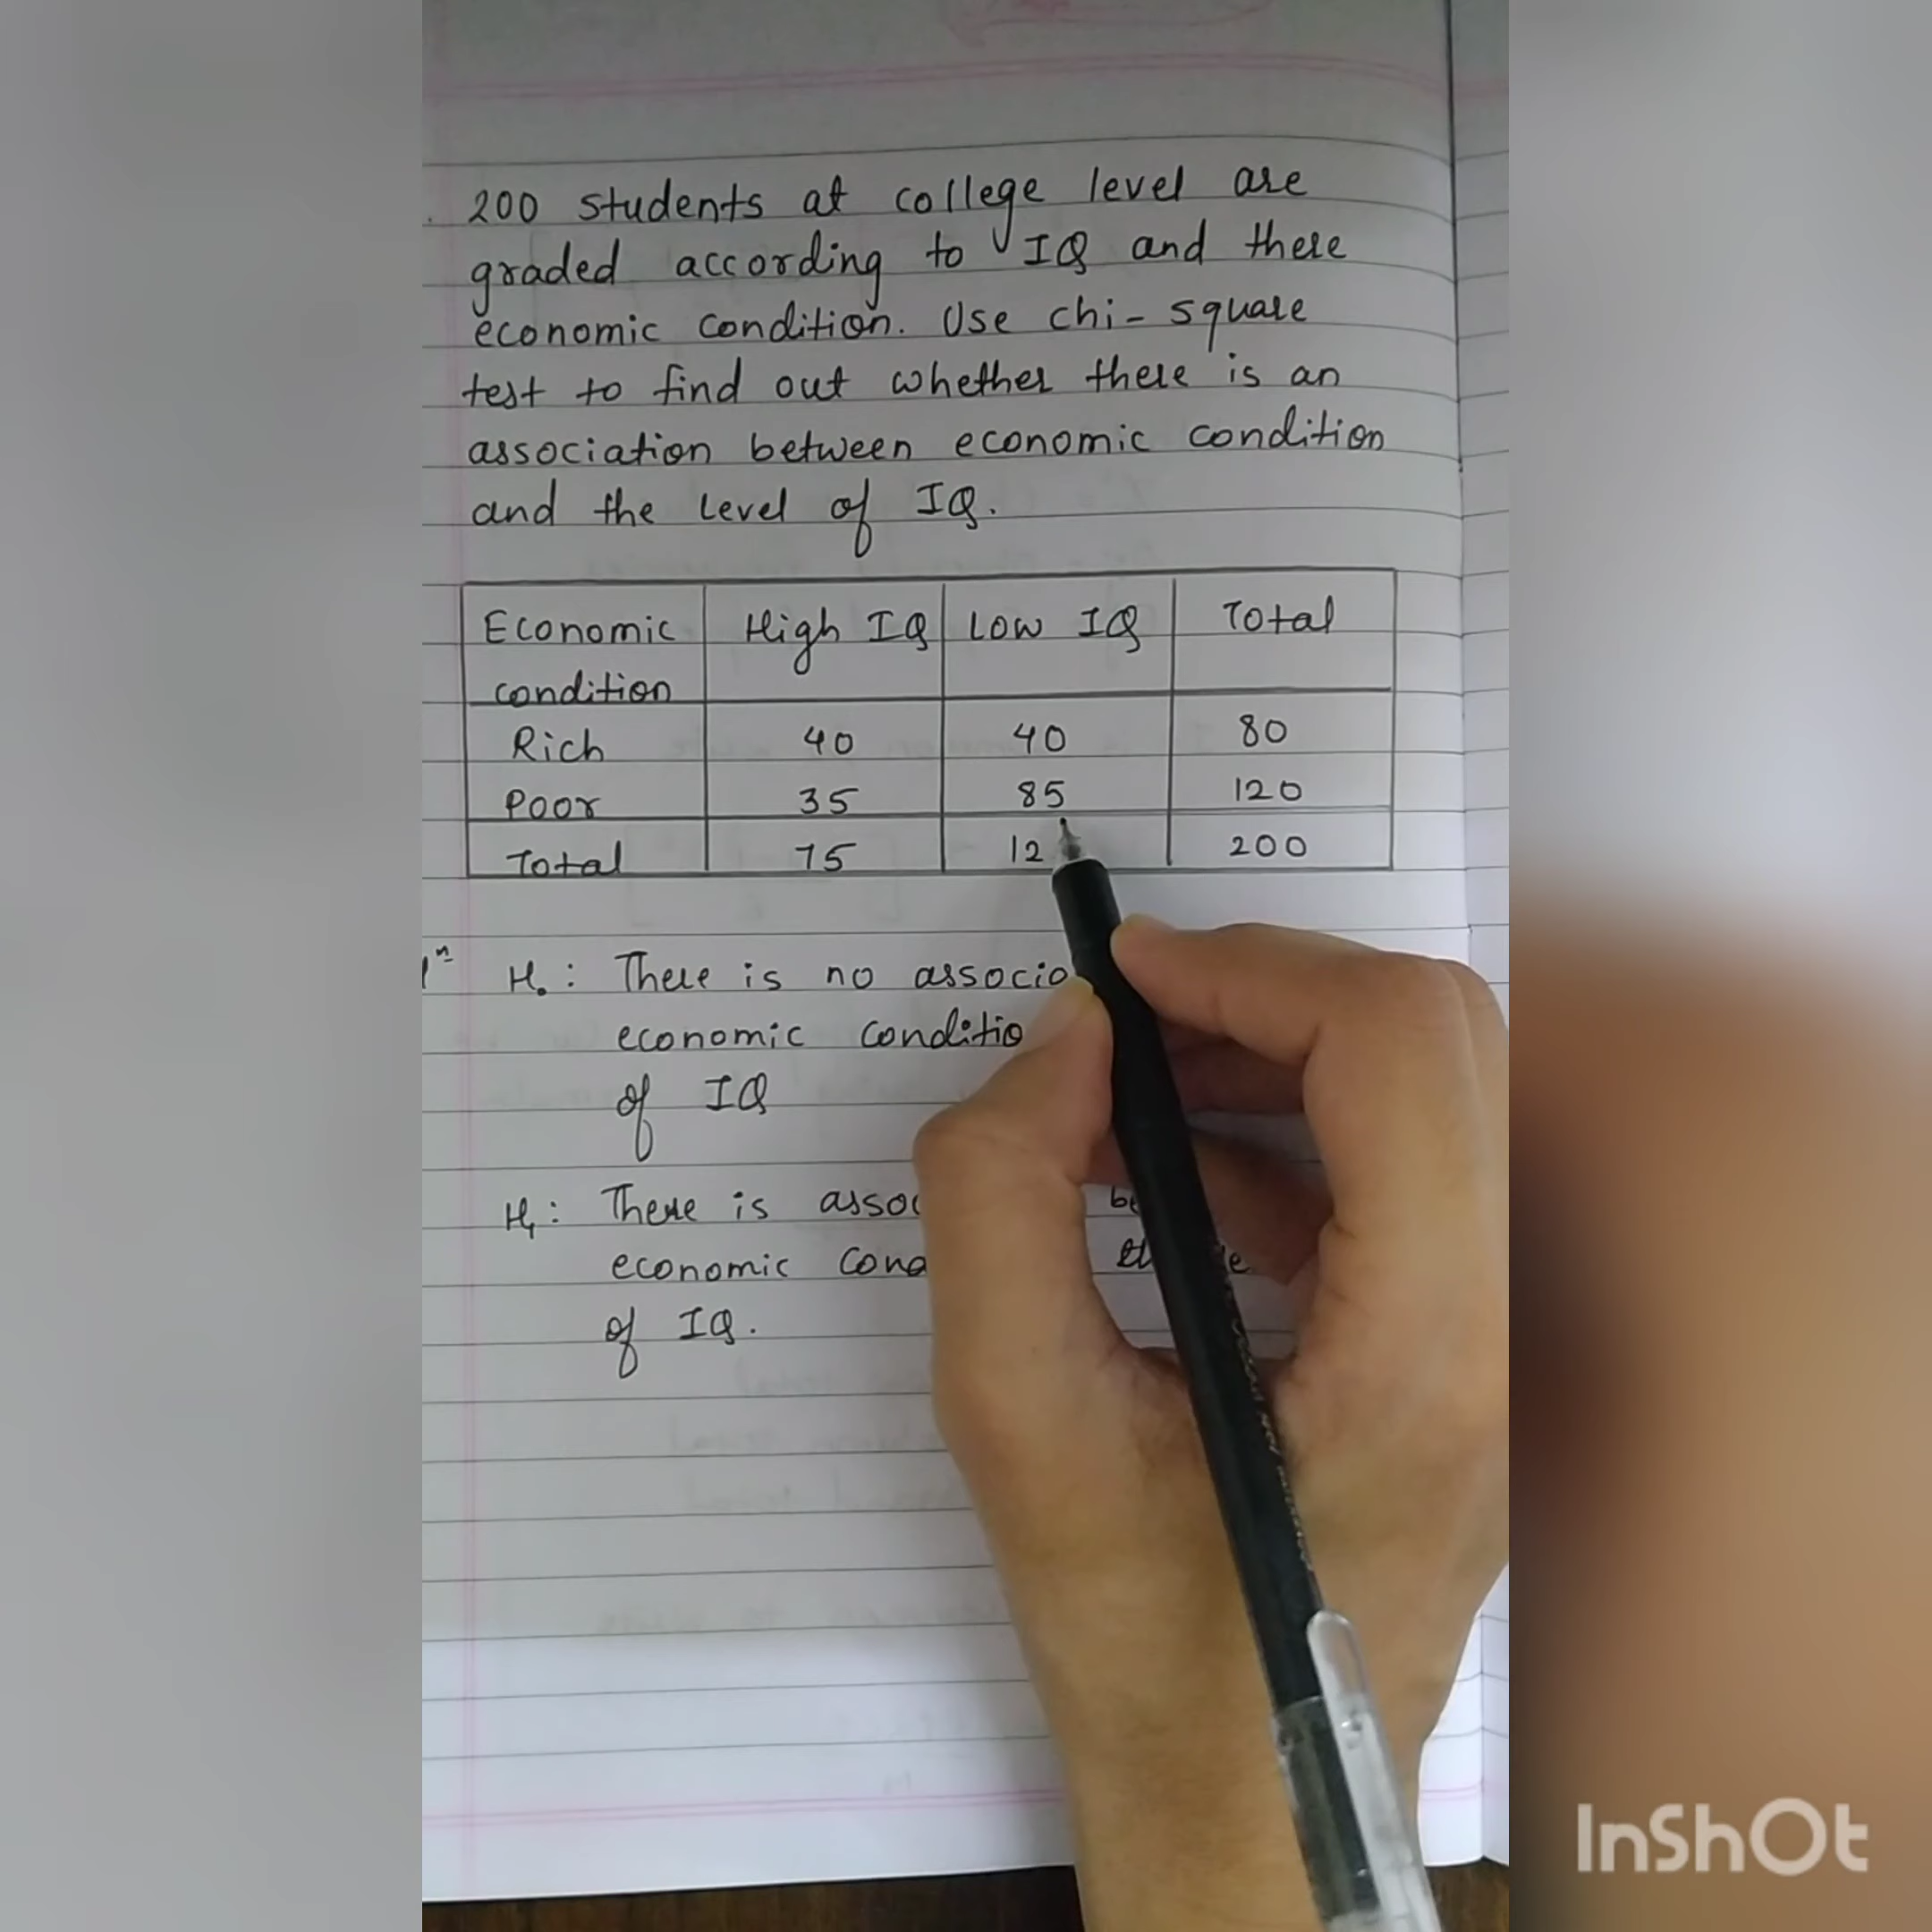 200 students at college level are
graded according to IQ and there
economic condition. Use chi-square
test to find out whether there is an
association between economic condition
and the level of IQ.
Economic condition High IQ Low IQ Total
Rich 40 40 80
Poor 35 85 120
Total 75 12 200
H₀: There is no
economic
of IQ
H₁: There is
economic
of IQ.
InShOt